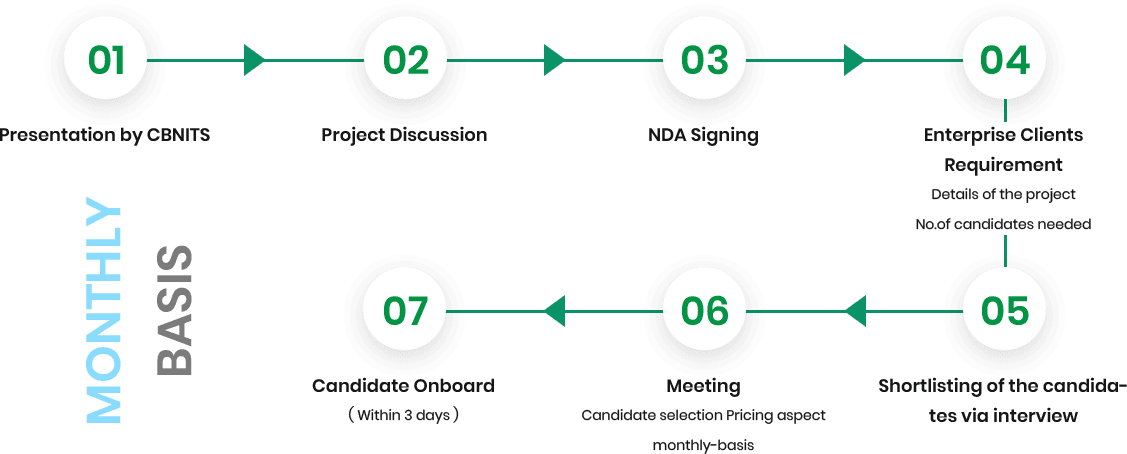 01
02
03
04
Presentation by CBNITS
Project Discussion
NDA Signing
Enterprise Clients
Requirement
Details of the project
No.of candidates needed
MONTHLY
BASIS
07
06
05
Candidate Onboard
( Within 3 days )
Meeting
Candidate selection Pricing aspect
monthly-basis
Shortlisting of the candida-
tes via interview